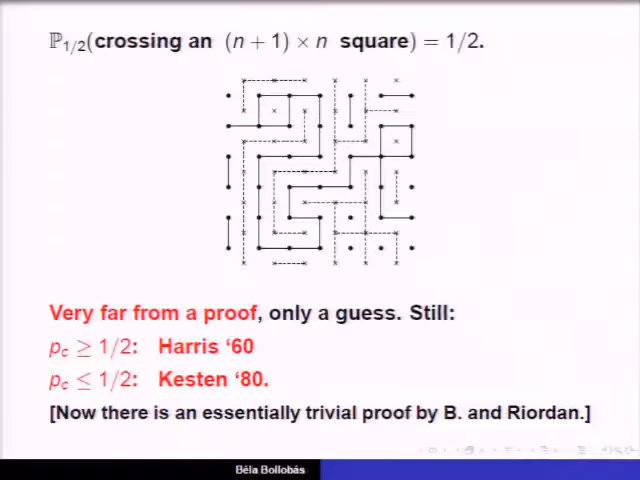 ℙ1/2(crossing an (n + 1) × n square) = 1/2.
Very far from a proof, only a guess. Still:
pc ≥ 1/2: Harris ‘60
pc ≤ 1/2: Kesten ‘80.
[Now there is an essentially trivial proof by B. and Riordan.]
Béla Bollobás